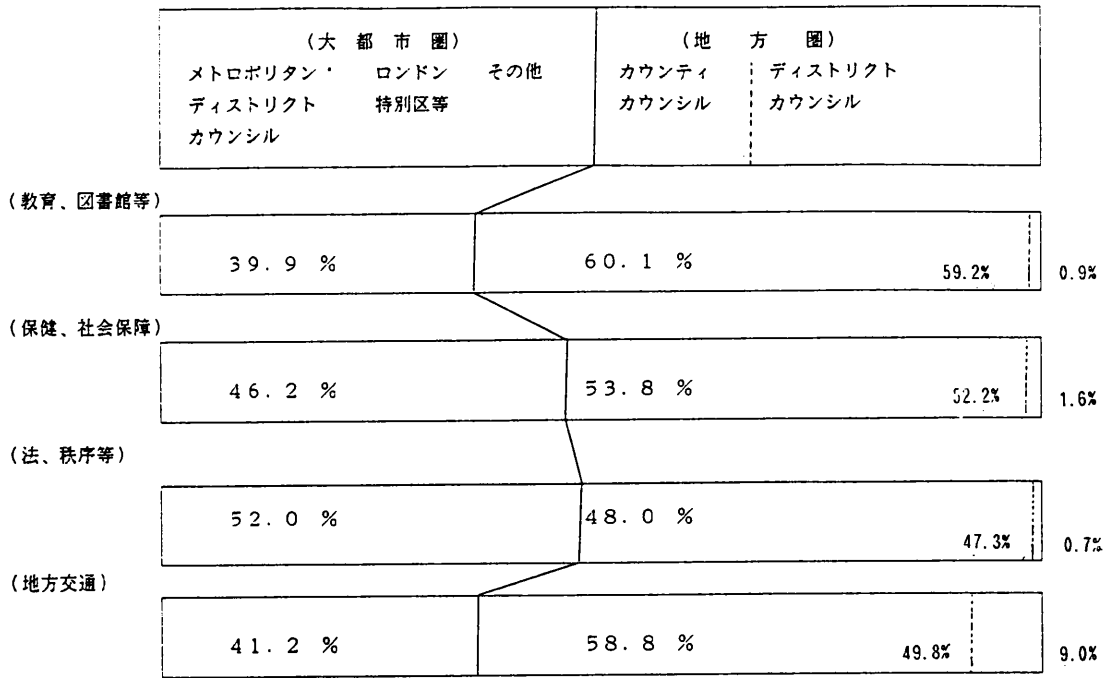 (大都市圏) (地方圏)
メトロポリタン・ ロンドン その他 カウンティ ディストリクト
ディストリクト 特別区等 カウンシル カウンシル
カウンシル
(教育、図書館等)
39.9 % 60.1 % 59.2% 0.9%
(保健、社会保障)
46.2 % 53.8 % 52.2% 1.6%
(法、秩序等)
52.0 % 48.0 % 47.3% 0.7%
(地方交通)
41.2 % 58.8 % 49.8% 9.0%